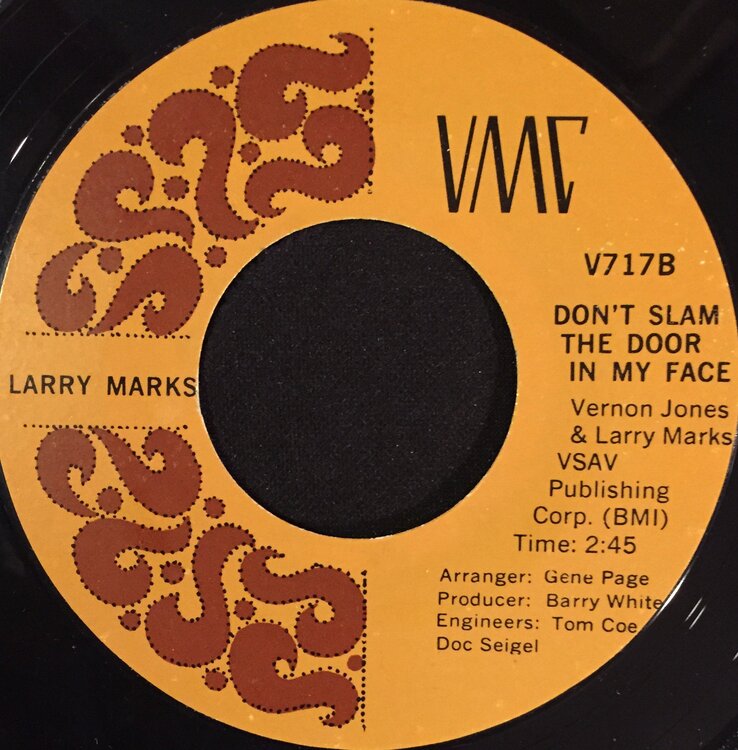 VMC
V717B
DON'T SLAM
THE DOOR
IN MY FACE
LARRY MARKS
Vernon Jones
& Larry Marks
VSAV
Publishing
Corp. (BMI)
Time: 2:45
Arranger: Gene Page
Producer: Barry White
Engineers: Tom Coe
Doc Seigel